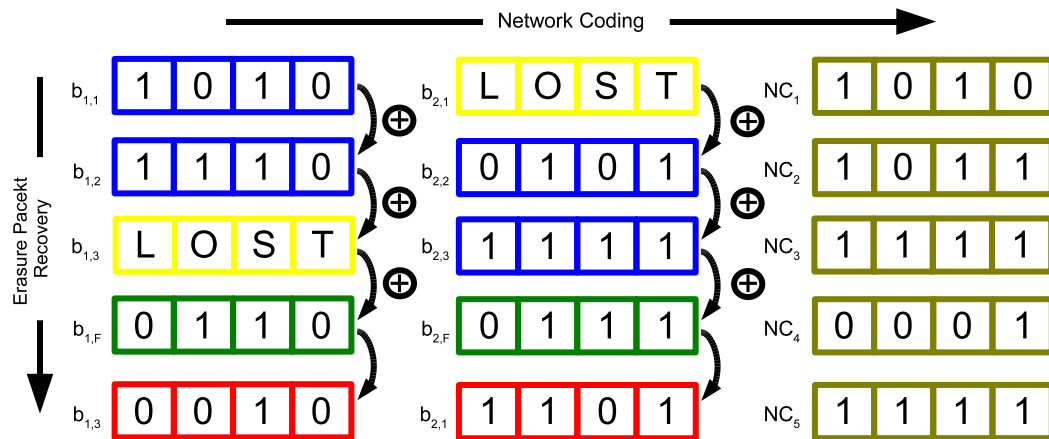 Network Coding
Erasure Pacekt
Recovery
b1,1 1 0 1 0 b2,1 L O S T NC1 1 0 1 0
b1,2 1 1 1 0 b2,2 0 1 0 1 NC2 1 0 1 1
b1,3 L O S T b2,3 1 1 1 1 NC3 1 1 1 1
b1,F 0 1 1 0 b2,F 0 1 1 1 NC4 0 0 0 1
b1,3 0 0 1 0 b2,1 1 1 0 1 NC5 1 1 1 1